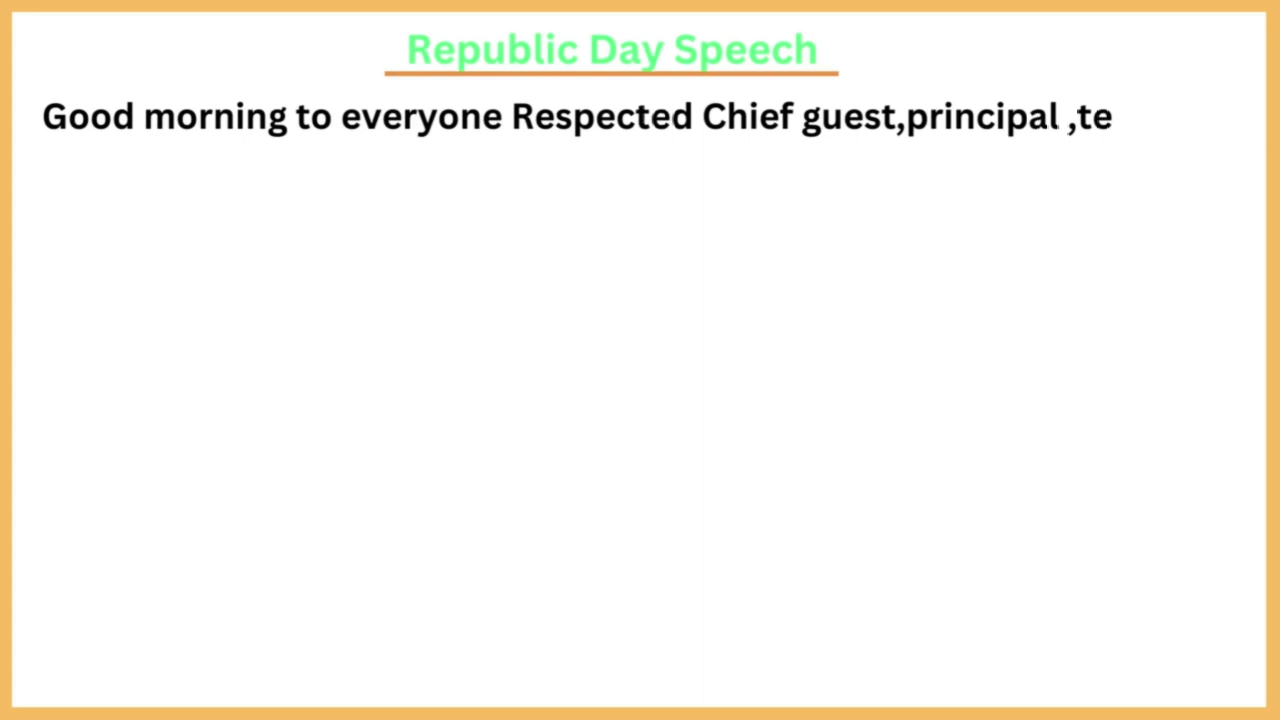 Republic Day Speech
Good morning to everyone Respected Chief guest,principal ,te